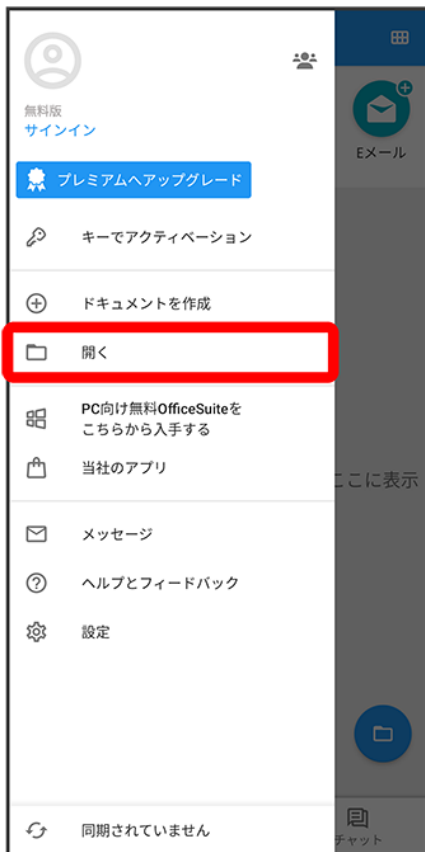 無料版
サインイン
Eメール
プレミアムへアップグレード
キーでアクティベーション
ドキュメントを作成
開く
PC向け無料OfficeSuiteを
こちらから入手する
当社のアプリ
ここに表示
メッセージ
ヘルプとフィードバック
設定
同期されていません
チャット